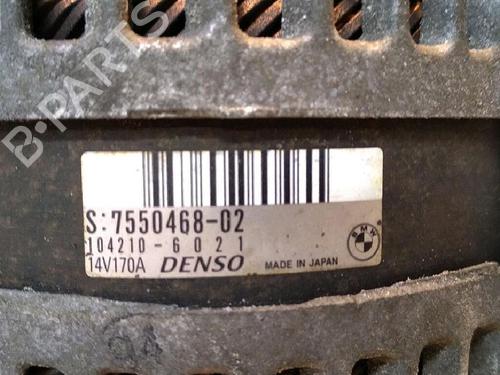 B-PARTS
S:7550468-02
104210-6021
14V170A DENSO MADE IN JAPAN
BMW